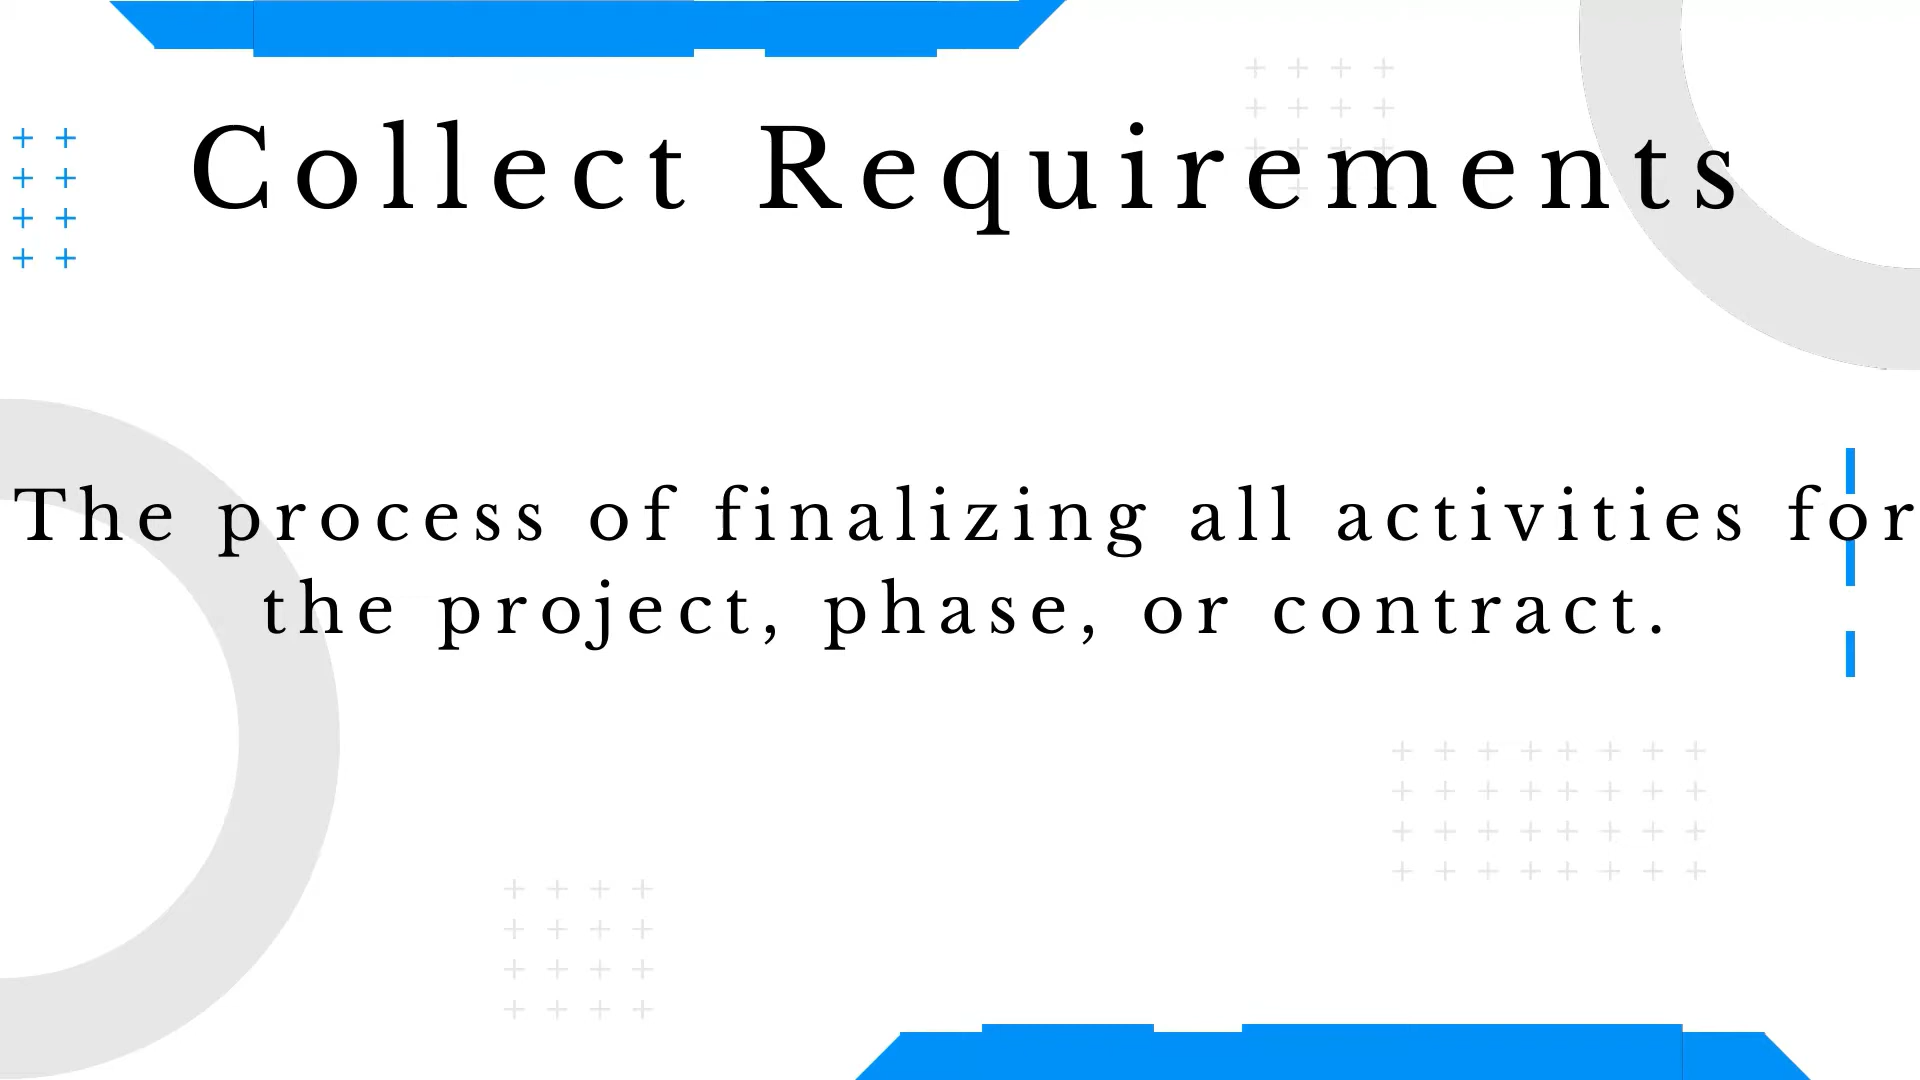 Collect Requirements
The process of finalizing all activities for
the project, phase, or contract.